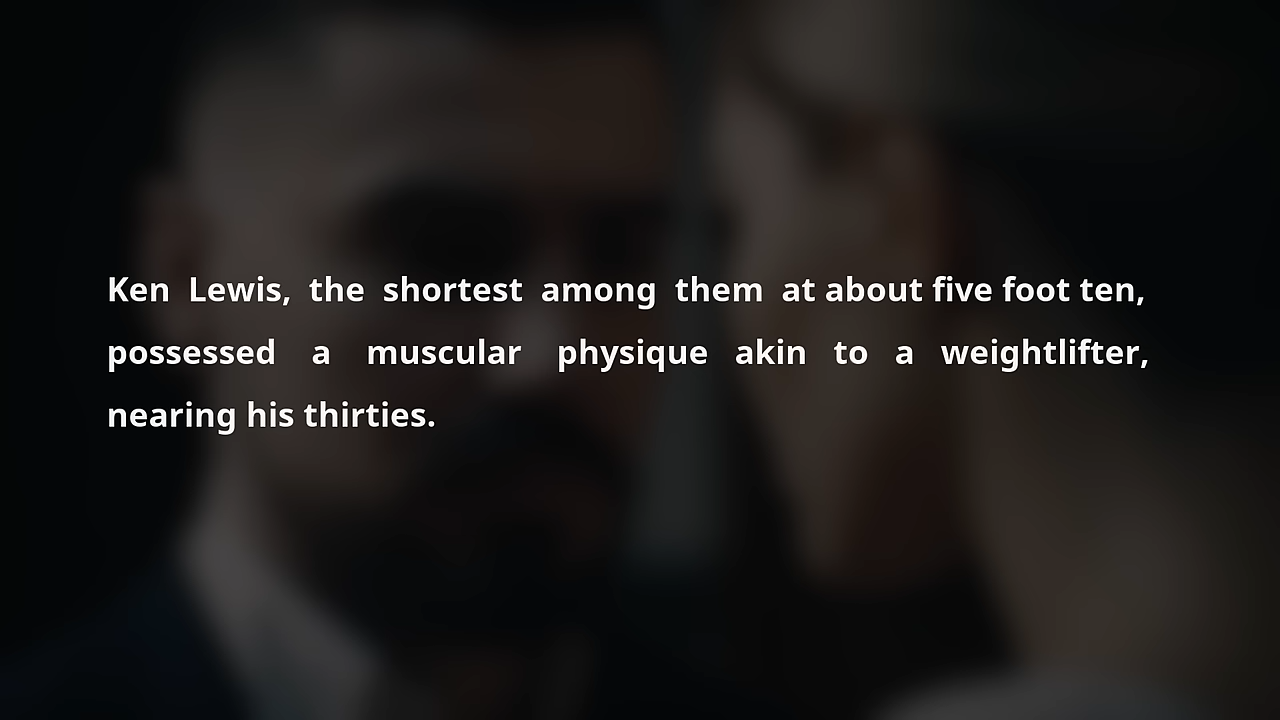 Ken Lewis, the shortest among them at about five foot ten,
possessed a muscular physique akin to a weightlifter,
nearing his thirties.